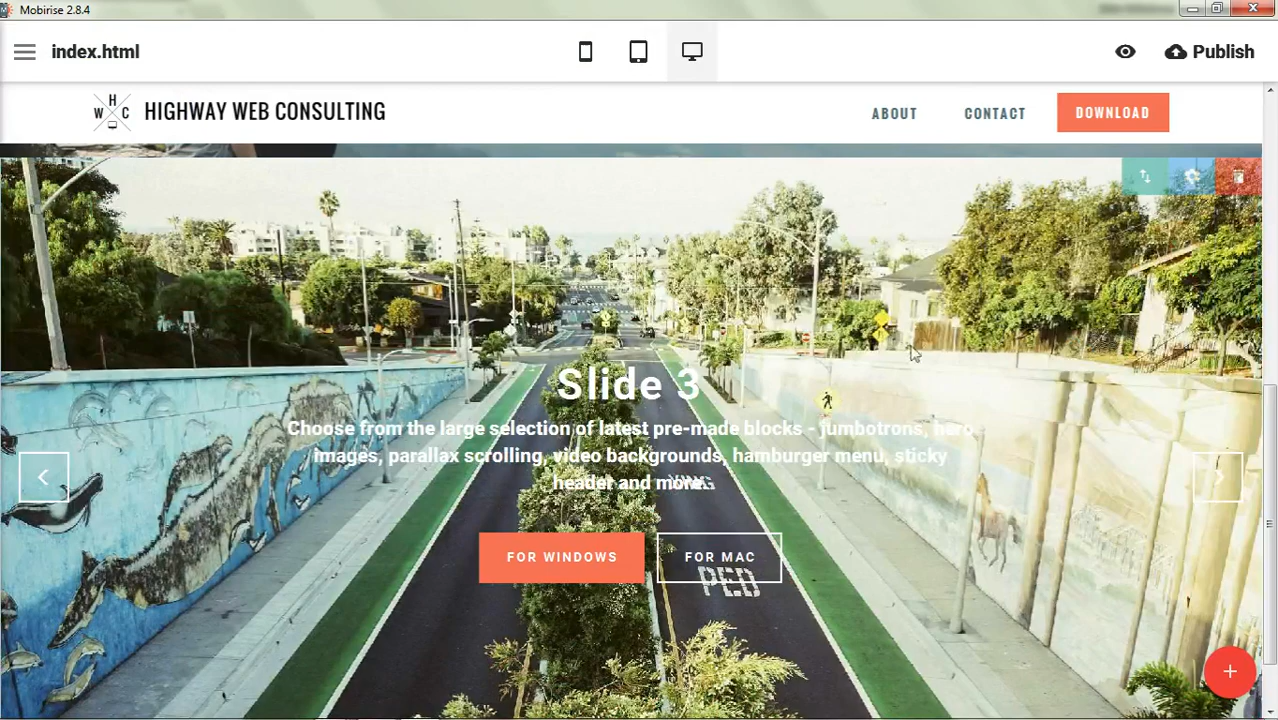 Mobirise 2.8.4
index.html
Publish
H
W C
HIGHWAY WEB CONSULTING
ABOUT
CONTACT
DOWNLOAD
Slide 3
Choose from the large selection of latest pre-made blocks - jumbotrons, hero
images, parallax scrolling, video backgrounds, hamburger menu, sticky
header and more.
FOR WINDOWS
FOR MAC
PED